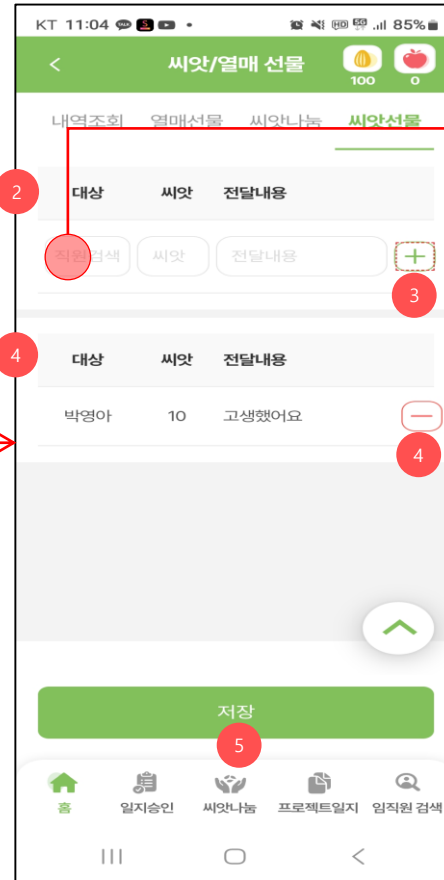 KT 11:04
85%
씨앗/열매 선물
100
0
내역조회 열매선물 씨앗나눔 씨앗선물
2
대상 씨앗 전달내용
직원검색 씨앗 전달내용
3
4
대상 씨앗 전달내용
박영아 10 고생했어요
4
저장
5
홈 일지승인 씨앗나눔 프로젝트일지 임직원 검색